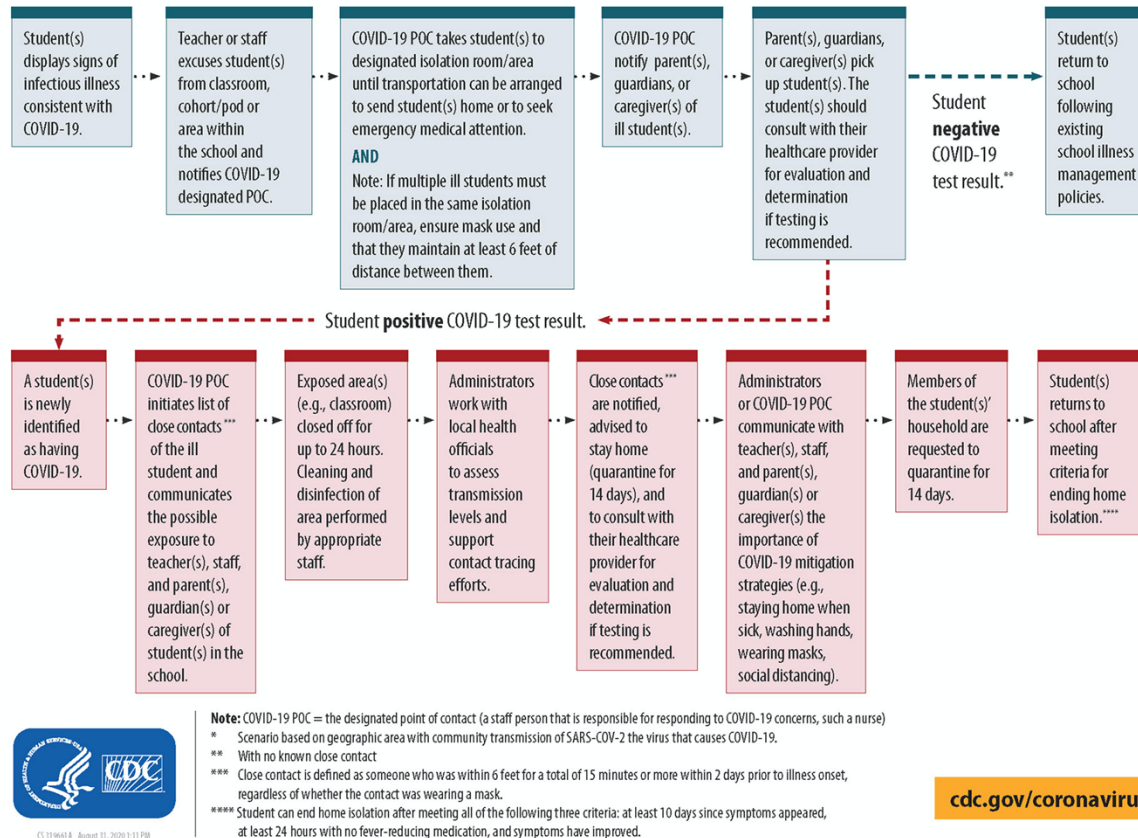 Student(s)
displays signs of
infectious illness
consistent with
COVID-19.
Teacher or staff
excuses student(s)
from classroom,
cohort/pod or
area within
the school and
notifies COVID-19
designated POC.
COVID-19 POC takes student(s) to
designated isolation room/area
until transportation can be arranged
to send student(s) home or to seek
emergency medical attention.
AND
Note: If multiple ill students must
be placed in the same isolation
room/area, ensure mask use and
that they maintain at least 6 feet of
distance between them.
COVID-19 POC
notify parent(s),
guardians, or
caregiver(s) of
ill student(s).
Parent(s), guardians,
or caregiver(s) pick
up student(s). The
student(s) should
consult with their
healthcare provider
for evaluation and
determination
if testing is
recommended.
Student
negative
COVID-19
test result.**
Student(s)
return to
school
following
existing
school illness
management
policies.
Student positive COVID-19 test result.
A student(s)
is newly
identified
as having
COVID-19.
COVID-19 POC
initiates list of
close contacts***
of the ill
student and
communicates
the possible
exposure to
teacher(s), staff,
and parent(s),
guardian(s) or
caregiver(s) of
student(s) in the
school.
Exposed area(s)
(e.g., classroom)
closed off for
up to 24 hours.
Cleaning and
disinfection of
area performed
by appropriate
staff.
Administrators
work with
local health
officials
to assess
transmission
levels and
support
contact tracing
efforts.
Close contacts***
are notified,
advised to
stay home
(quarantine for
14 days), and
to consult with
their healthcare
provider for
evaluation and
determination
if testing is
recommended.
Administrators
or COVID-19 POC
communicate with
teacher(s), staff,
and parent(s),
guardian(s) or
caregiver(s) the
importance of
COVID-19 mitigation
strategies (e.g.,
staying home when
sick, washing hands,
wearing masks,
social distancing).
Members of
the student(s)'
household are
requested to
quarantine for
14 days.
Student(s)
returns to
school after
meeting
criteria for
ending home
isolation.****
CDC
CS 319661A August 31, 2020 1:13 PM
Note: COVID-19 POC = the designated point of contact (a staff person that is responsible for responding to COVID-19 concerns, such a nurse)
* Scenario based on geographic area with community transmission of SARS-COV-2 the virus that causes COVID-19.
** With no known close contact
*** Close contact is defined as someone who was within 6 feet for a total of 15 minutes or more within 2 days prior to illness onset,
regardless of whether the contact was wearing a mask.
**** Student can end home isolation after meeting all of the following three criteria: at least 10 days since symptoms appeared,
at least 24 hours with no fever-reducing medication, and symptoms have improved.
cdc.gov/coronavirus